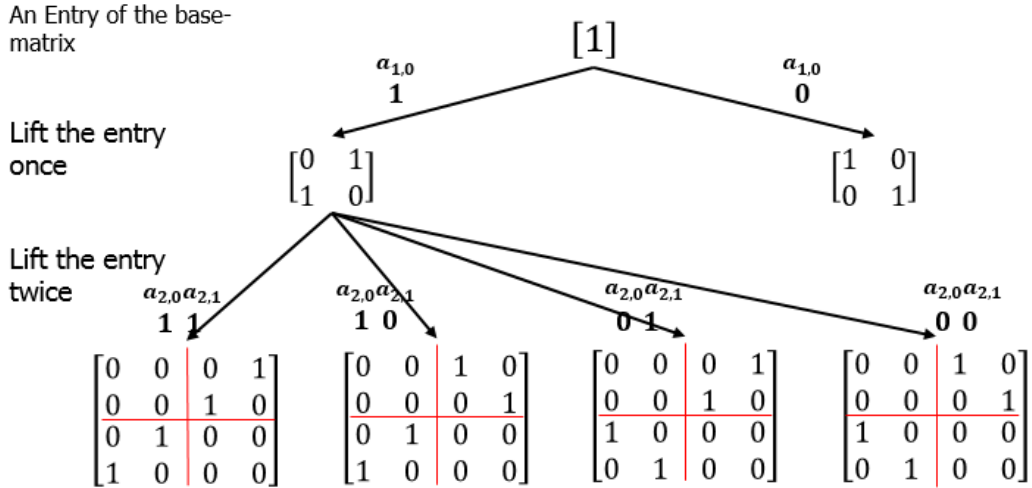 An Entry of the base-
matrix
[1]
a₁,₀
1
a₁,₀
0
Lift the entry
once
[0 1]
[1 0]
[1 0]
[0 1]
Lift the entry
twice
a₂,₀a₂,₁
1 1
a₂,₀a₂,₁
1 0
a₂,₀a₂,₁
0 1
a₂,₀a₂,₁
0 0
[0 0 0 1]
[0 0 1 0]
[0 1 0 0]
[1 0 0 0]
[0 0 1 0]
[0 0 0 1]
[0 1 0 0]
[1 0 0 0]
[0 0 0 1]
[0 0 1 0]
[1 0 0 0]
[0 1 0 0]
[0 0 1 0]
[0 0 0 1]
[1 0 0 0]
[0 1 0 0]